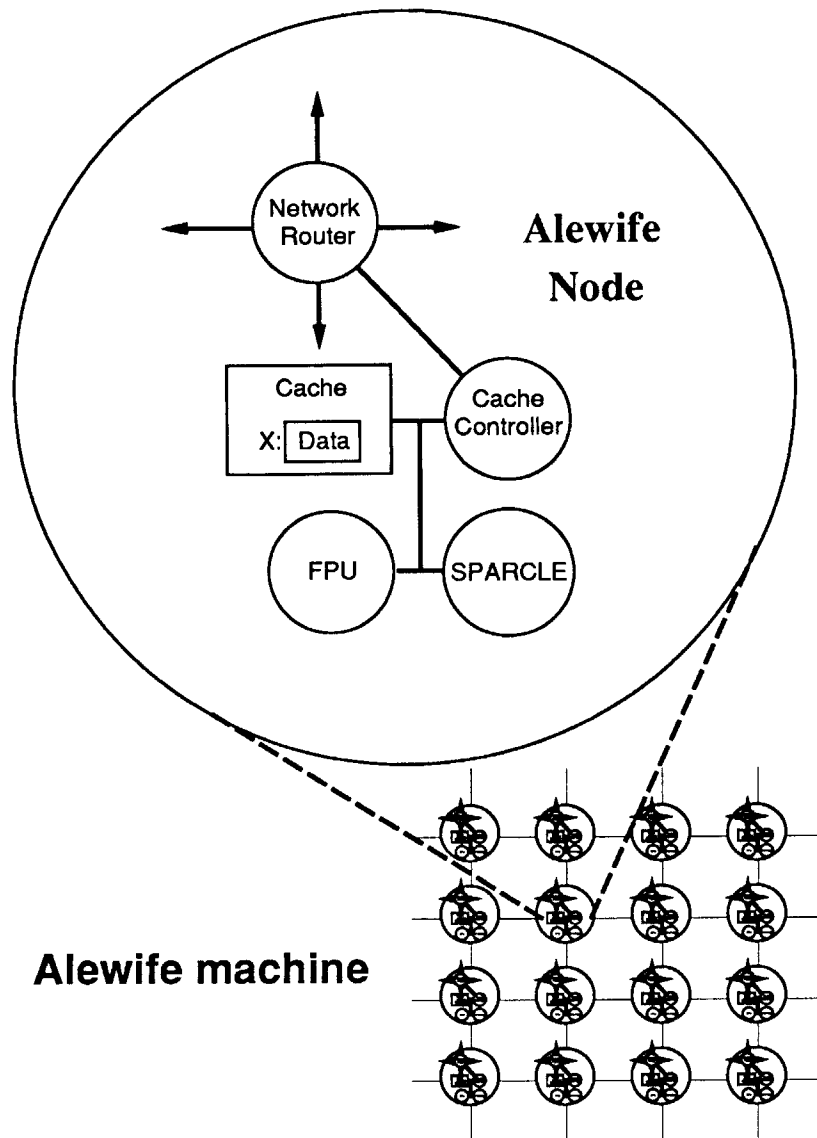 Network
Router
Alewife
Node
Cache
X: Data
Cache
Controller
FPU
SPARCLE
Alewife machine